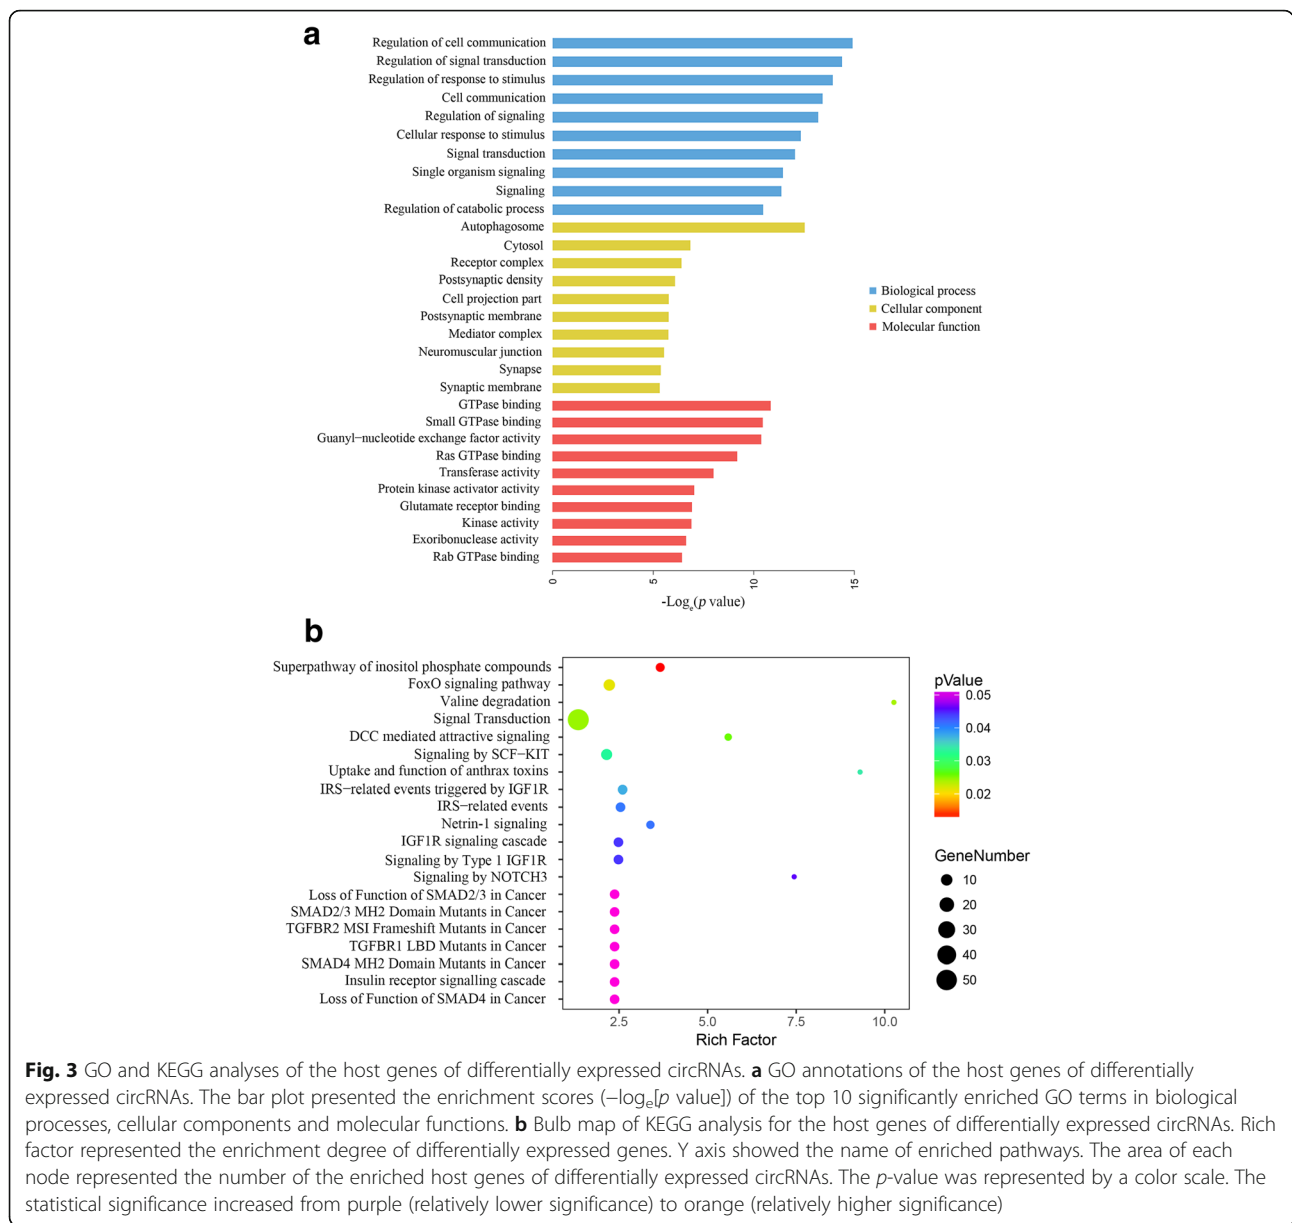 a
Regulation of cell communication
Regulation of signal transduction
Regulation of response to stimulus
Cell communication
Regulation of signaling
Cellular response to stimulus
Signal transduction
Single organism signaling
Signaling
Regulation of catabolic process
Autophagosome
Cytosol
Receptor complex
Postsynaptic density
Cell projection part
Postsynaptic membrane
Mediator complex
Neuromuscular junction
Synapse
Synaptic membrane
GTPase binding
Small GTPase binding
Guanyl−nucleotide exchange factor activity
Ras GTPase binding
Transferase activity
Protein kinase activator activity
Glutamate receptor binding
Kinase activity
Exoribonuclease activity
Rab GTPase binding
Biological process
Cellular component
Molecular function
0 5 10 15
-Loge(p value)
b
Superpathway of inositol phosphate compounds
FoxO signaling pathway
Valine degradation
Signal Transduction
DCC mediated attractive signaling
Signaling by SCF−KIT
Uptake and function of anthrax toxins
IRS−related events triggered by IGF1R
IRS−related events
Netrin-1 signaling
IGF1R signaling cascade
Signaling by Type 1 IGF1R
Signaling by NOTCH3
Loss of Function of SMAD2/3 in Cancer
SMAD2/3 MH2 Domain Mutants in Cancer
TGFBR2 MSI Frameshift Mutants in Cancer
TGFBR1 LBD Mutants in Cancer
SMAD4 MH2 Domain Mutants in Cancer
Insulin receptor signalling cascade
Loss of Function of SMAD4 in Cancer
2.5 5.0 7.5 10.0
Rich Factor
pValue
0.05
0.04
0.03
0.02
GeneNumber
10
20
30
40
50
Fig. 3 GO and KEGG analyses of the host genes of differentially expressed circRNAs. a GO annotations of the host genes of differentially
expressed circRNAs. The bar plot presented the enrichment scores (−loge[p value]) of the top 10 significantly enriched GO terms in biological
processes, cellular components and molecular functions. b Bulb map of KEGG analysis for the host genes of differentially expressed circRNAs. Rich
factor represented the enrichment degree of differentially expressed genes. Y axis showed the name of enriched pathways. The area of each
node represented the number of the enriched host genes of differentially expressed circRNAs. The p-value was represented by a color scale. The
statistical significance increased from purple (relatively lower significance) to orange (relatively higher significance)